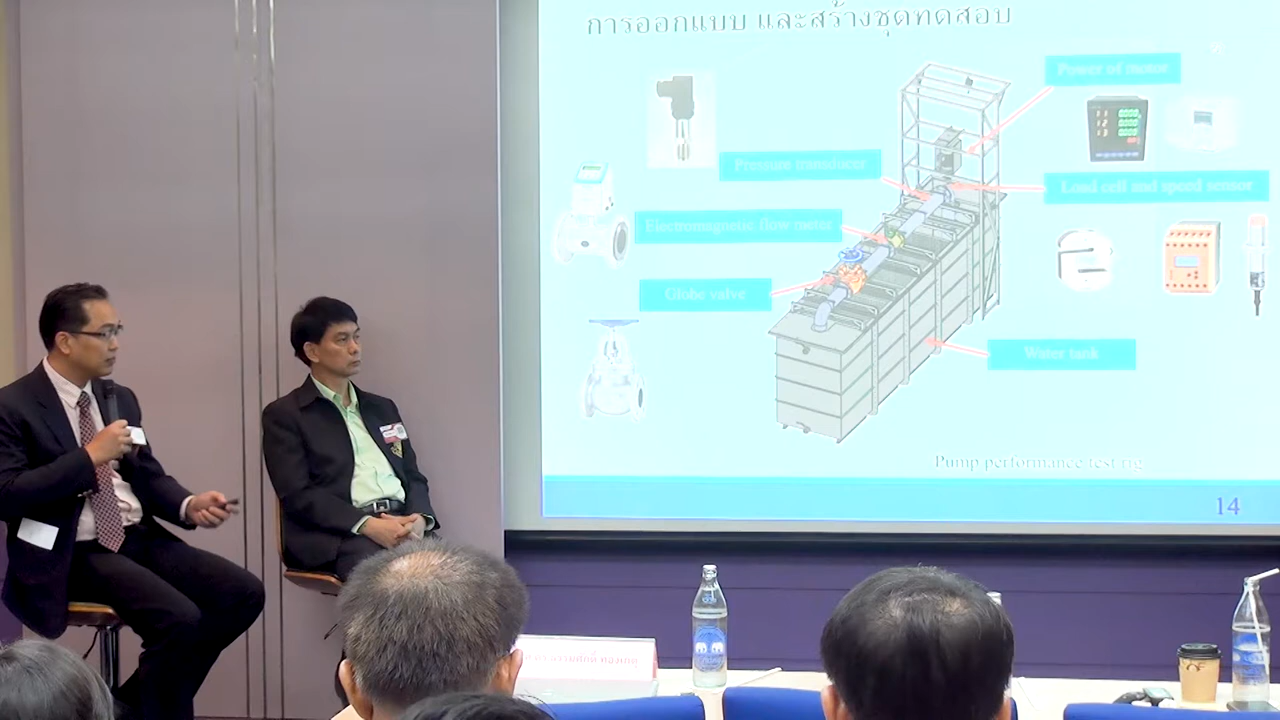 การออกแบบ และสร้างชุดทดสอบ
Power of motor
Pressure transducer
Load cell and speed sensor
Electromagnetic flow meter
Globe valve
Water tank
Pump performance test rig
14